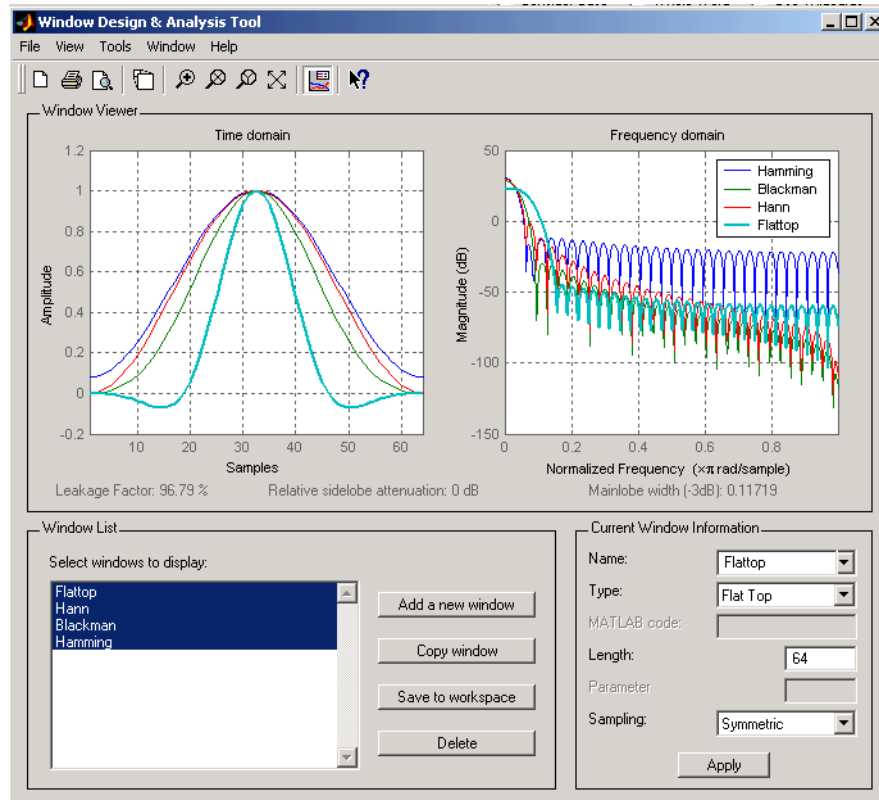 Window Design & Analysis Tool
File View Tools Window Help
Window Viewer
Time domain
1.2
1
0.8
0.6
0.4
0.2
0
-0.2
Amplitude
10 20 30 40 50 60
Samples
Frequency domain
50
0
-50
-100
-150
Magnitude (dB)
Hamming
Blackman
Hann
Flattop
0 0.2 0.4 0.6 0.8
Normalized Frequency (×π rad/sample)
Leakage Factor: 96.79 % Relative sidelobe attenuation: 0 dB Mainlobe width (-3dB): 0.11719
Window List
Select windows to display:
Flattop
Hann
Blackman
Hamming
Add a new window
Copy window
Save to workspace
Delete
Current Window Information
Name: Flattop
Type: Flat Top
MATLAB code:
Length: 64
Parameter
Sampling: Symmetric
Apply